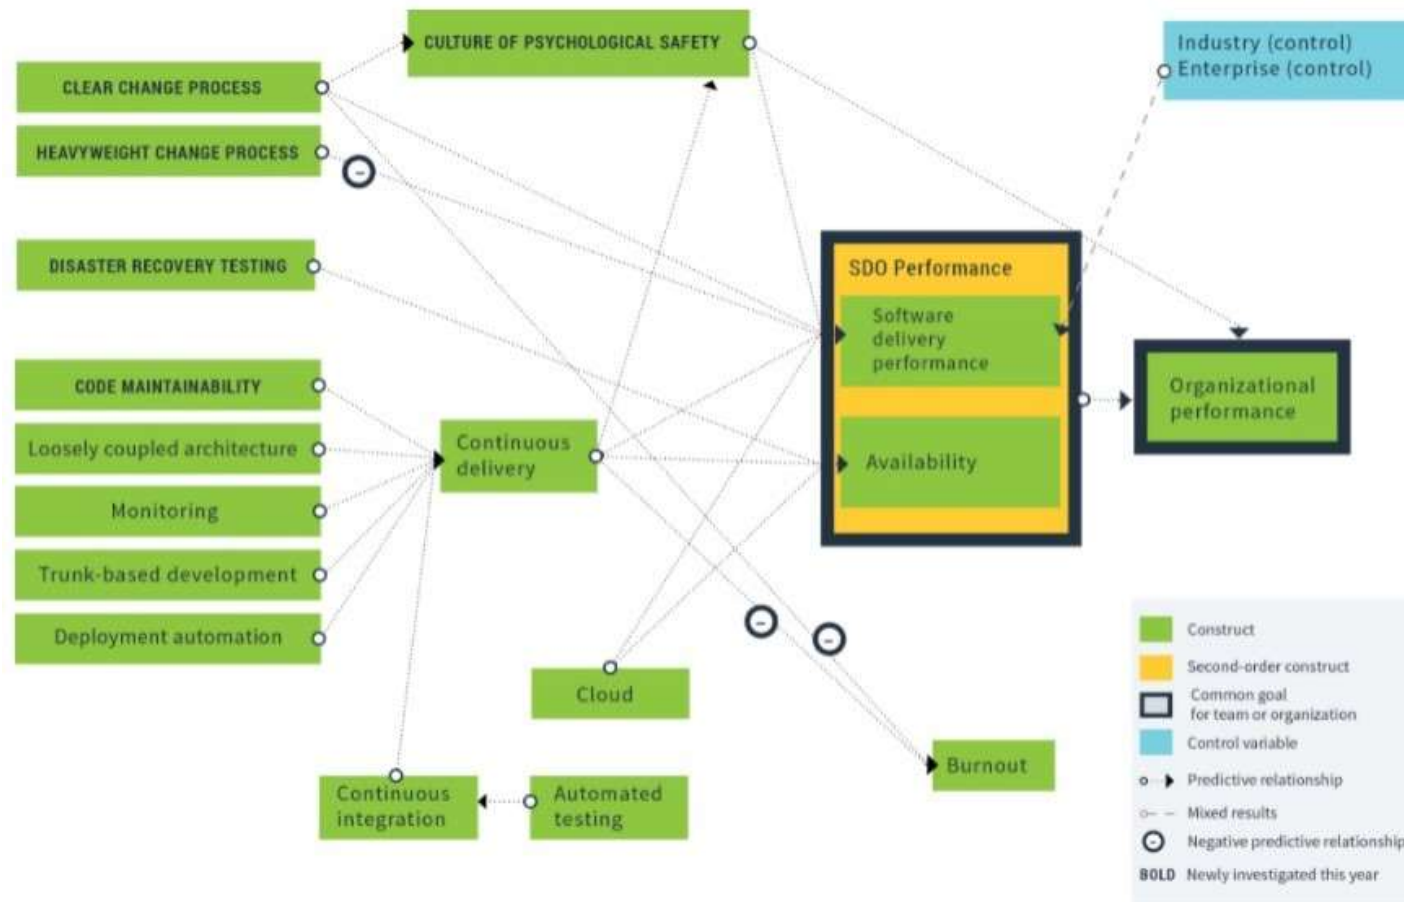 CULTURE OF PSYCHOLOGICAL SAFETY
Industry (control)
Enterprise (control)
CLEAR CHANGE PROCESS
HEAVYWEIGHT CHANGE PROCESS
-
DISASTER RECOVERY TESTING
SDO Performance
Software
delivery
performance
Organizational
performance
CODE MAINTAINABILITY
Loosely coupled architecture
Continuous
delivery
Availability
Monitoring
Trunk-based development
Deployment automation
-
-
Cloud
Burnout
Continuous
integration
Automated
testing
Construct
Second-order construct
Common goal
for team or organization
Control variable
Predictive relationship
Mixed results
- Negative predictive relationship
BOLD Newly investigated this year